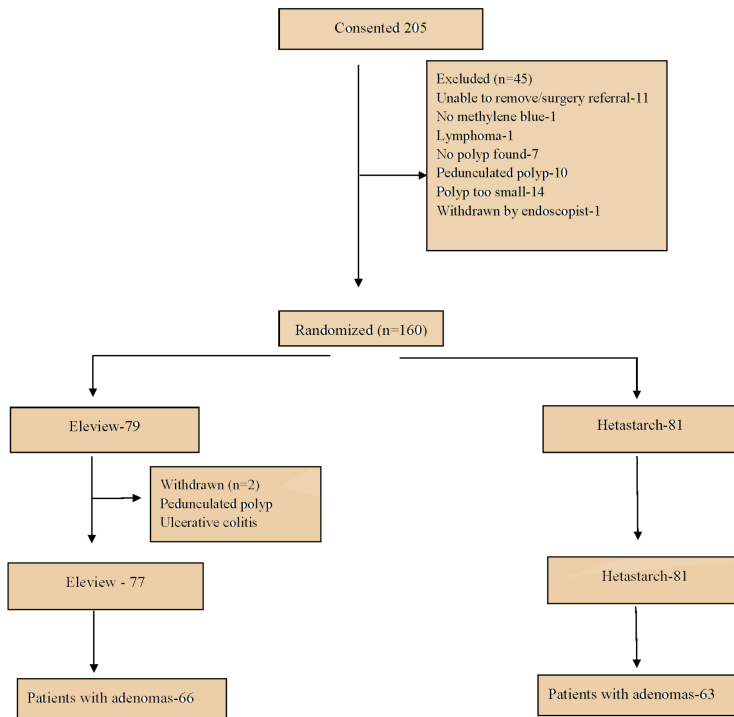 Consented 205
Excluded (n=45)
Unable to remove/surgery referral-11
No methylene blue-1
Lymphoma-1
No polyp found-7
Pedunculated polyp-10
Polyp too small-14
Withdrawn by endoscopist-1
Randomized (n=160)
Eleview-79
Hetastarch-81
Withdrawn (n=2)
Pedunculated polyp
Ulcerative colitis
Eleview - 77
Hetastarch-81
Patients with adenomas-66
Patients with adenomas-63